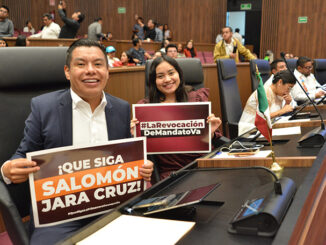 #LaRevocación
DeMandatoVa
¡QUE SIGA
SALOMÓN
JARA CRUZ!